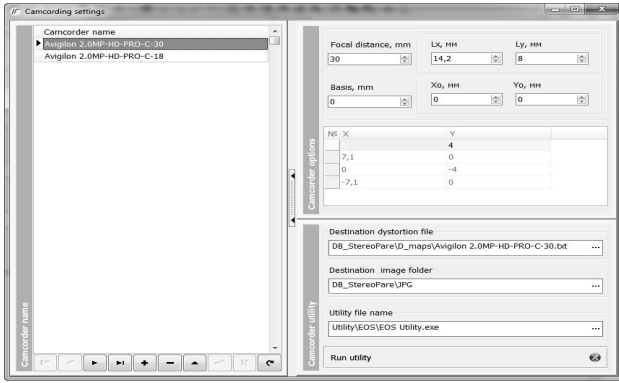 Camcording settings
Camcorder name
Avigilon 2.0MP-HD-PRO-C-30
Avigilon 2.0MP-HD-PRO-C-18
Camcorder name
Focal distance, mm
Lx, мм
Ly, мм
30
14,2
8
Basis, mm
Xo, мм
Yo, мм
0
0
0
Camcorder options
X
Y
4
7,1
0
0
-4
-7,1
0
Camcorder utility
Destination dystortion file
DB_StereoPare\D_maps\Avigilon 2.0MP-HD-PRO-C-30.txt
...
Destination image folder
DB_StereoPare\JPG
...
Utility file name
Utility\EOS\EOS Utility.exe
...
Run utility